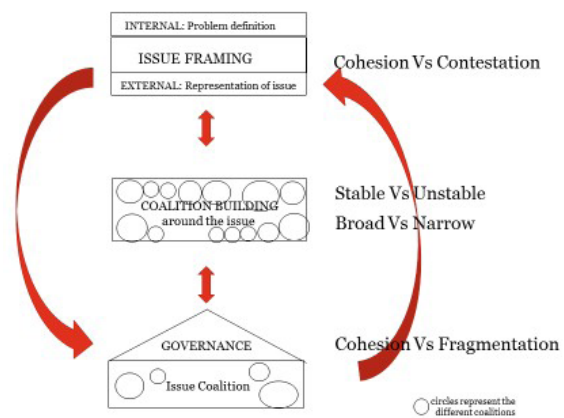 INTERNAL: Problem definition
ISSUE FRAMING
EXTERNAL: Representation of issue
Cohesion Vs Contestation
COALITION BUILDING
around the issue
Stable Vs Unstable
Broad Vs Narrow
GOVERNANCE
Issue Coalition
Cohesion Vs Fragmentation
circles represent the
different coalitions